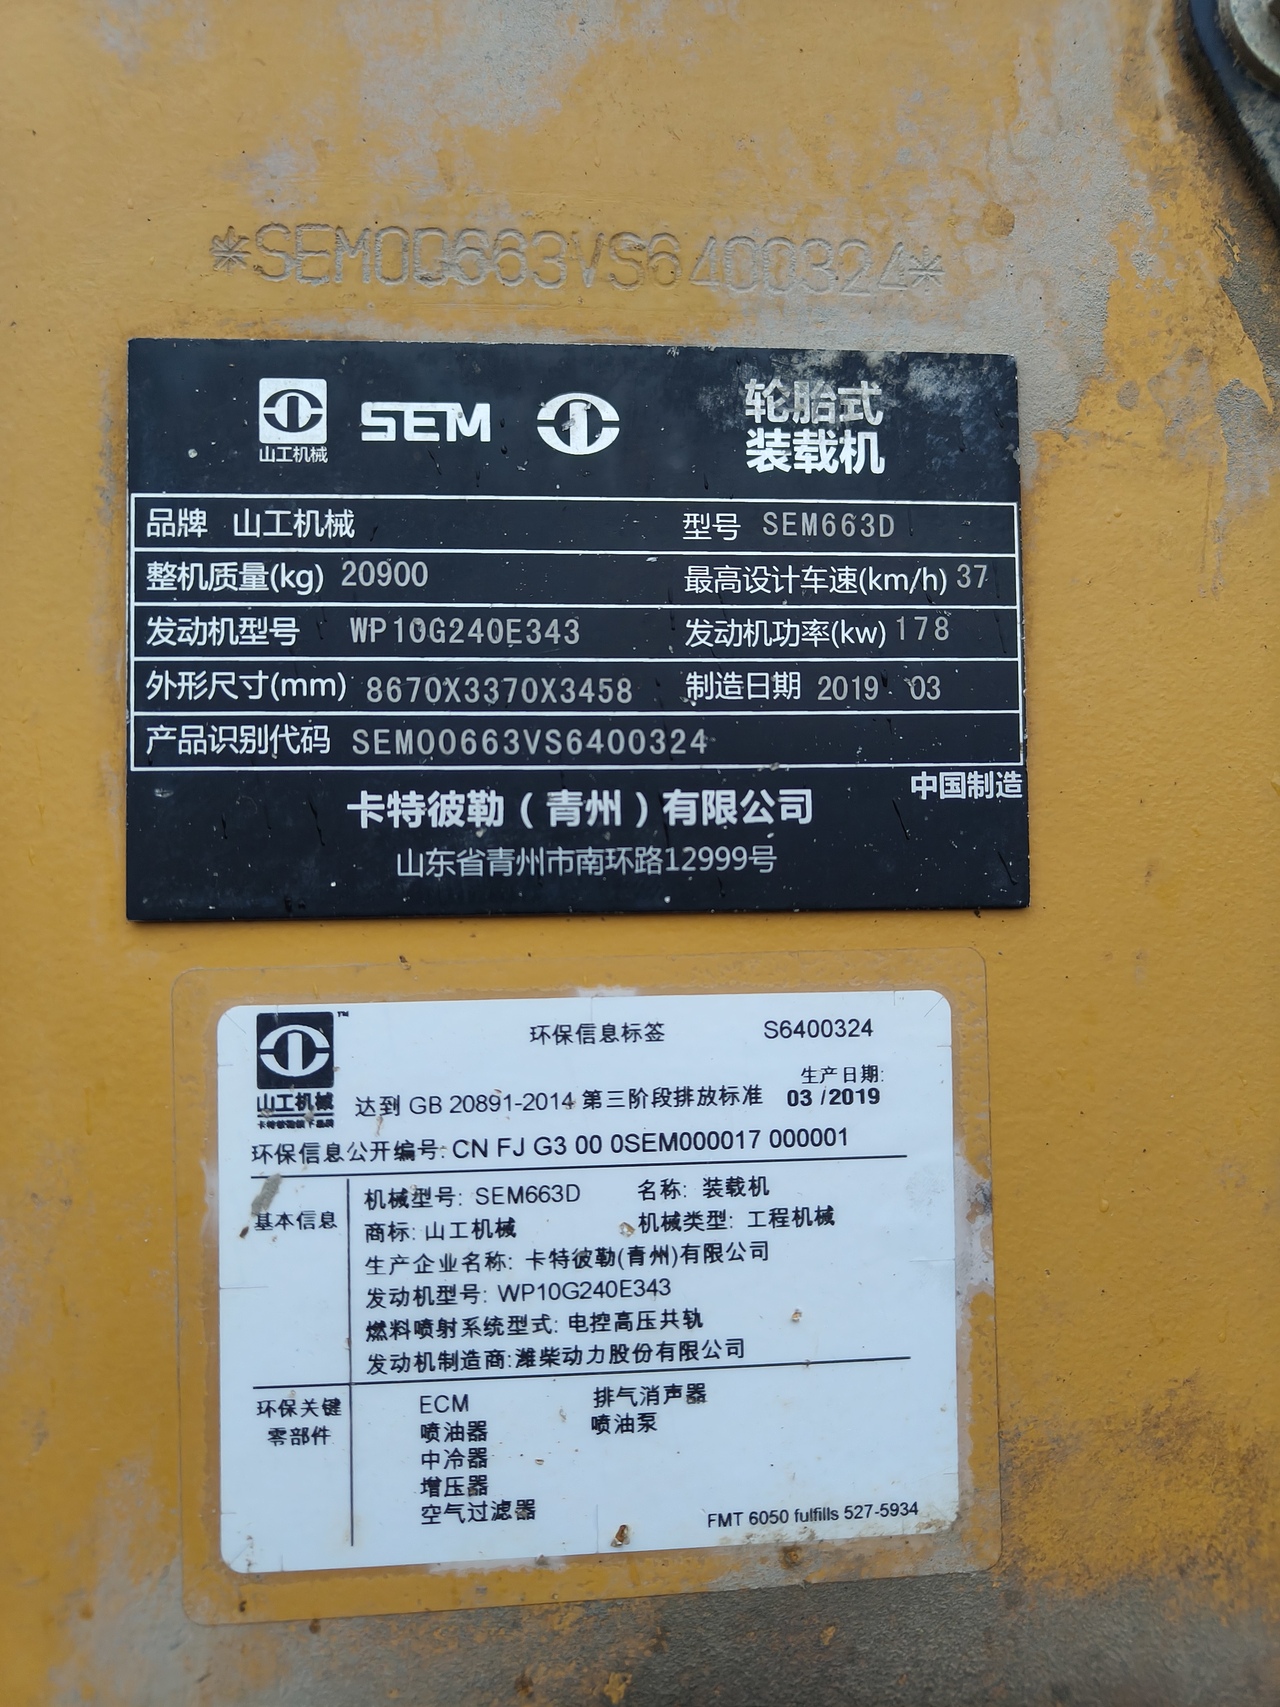 *SEM00663VS6400324*
山工机械 SEM
轮胎式
装载机
品牌 山工机械 型号 SEM663D
整机质量(kg) 20900 最高设计车速(km/h) 37
发动机型号 WP10G240E343 发动机功率(kw) 178
外形尺寸(mm) 8670X3370X3458 制造日期 2019 03
产品识别代码 SEM00663VS6400324
中国制造
卡特彼勒(青州)有限公司
山东省青州市南环路12999号
TM
山工机械
卡特彼勒旗下品牌
环保信息标签 S6400324
生产日期:
达到 GB 20891-2014 第三阶段排放标准 03 /2019
环保信息公开编号: CN FJ G3 00 0SEM000017 000001
基本信息
机械型号: SEM663D 名称: 装载机
商标: 山工机械 机械类型: 工程机械
生产企业名称: 卡特彼勒(青州)有限公司
发动机型号: WP10G240E343
燃料喷射系统型式: 电控高压共轨
发动机制造商:潍柴动力股份有限公司
环保关键
零部件
ECM 排气消声器
喷油器 喷油泵
中冷器
增压器
空气过滤器
FMT 6050 fulfills 527-5934